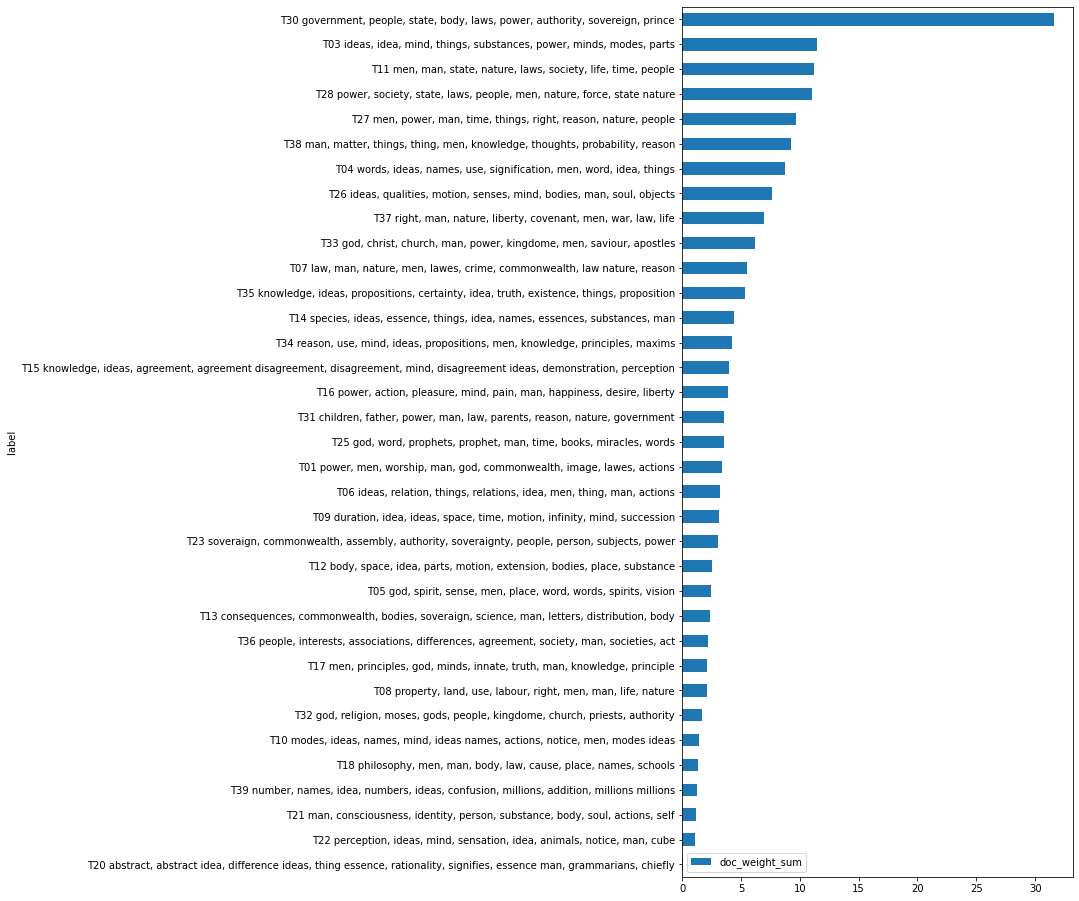 T30 government, people, state, body, laws, power, authority, sovereign, prince
T03 ideas, idea, mind, things, substances, power, minds, modes, parts
T11 men, man, state, nature, laws, society, life, time, people
T28 power, society, state, laws, people, men, nature, force, state nature
T27 men, power, man, time, things, right, reason, nature, people
T38 man, matter, things, thing, men, knowledge, thoughts, probability, reason
T04 words, ideas, names, use, signification, men, word, idea, things
T26 ideas, qualities, motion, senses, mind, bodies, man, soul, objects
T37 right, man, nature, liberty, covenant, men, war, law, life
T33 god, christ, church, man, power, kingdome, men, saviour, apostles
T07 law, man, nature, men, lawes, crime, commonwealth, law nature, reason
T35 knowledge, ideas, propositions, certainty, idea, truth, existence, things, proposition
T14 species, ideas, essence, things, idea, names, essences, substances, man
T34 reason, use, mind, ideas, propositions, men, knowledge, principles, maxims
T15 knowledge, ideas, agreement, agreement disagreement, disagreement, mind, disagreement ideas, demonstration, perception
T16 power, action, pleasure, mind, pain, man, happiness, desire, liberty
T31 children, father, power, man, law, parents, reason, nature, government
T25 god, word, prophets, prophet, man, time, books, miracles, words
T01 power, men, worship, man, god, commonwealth, image, lawes, actions
T06 ideas, relation, things, relations, idea, men, thing, man, actions
T09 duration, idea, ideas, space, time, motion, infinity, mind, succession
T23 soveraign, commonwealth, assembly, authority, soveraignty, people, person, subjects, power
T12 body, space, idea, parts, motion, extension, bodies, place, substance
T05 god, spirit, sense, men, place, word, words, spirits, vision
T13 consequences, commonwealth, bodies, soveraign, science, man, letters, distribution, body
T36 people, interests, associations, differences, agreement, society, man, societies, act
T17 men, principles, god, minds, innate, truth, man, knowledge, principle
T08 property, land, use, labour, right, men, man, life, nature
T32 god, religion, moses, gods, people, kingdome, church, priests, authority
T10 modes, ideas, names, mind, ideas names, actions, notice, men, modes ideas
T18 philosophy, men, man, body, law, cause, place, names, schools
T39 number, names, idea, numbers, ideas, confusion, millions, addition, millions millions
T21 man, consciousness, identity, person, substance, body, soul, actions, self
T22 perception, ideas, mind, sensation, idea, animals, notice, man, cube
T20 abstract, abstract idea, difference ideas, thing essence, rationality, signifies, essence man, grammarians, chiefly
label
doc_weight_sum
0 5 10 15 20 25 30